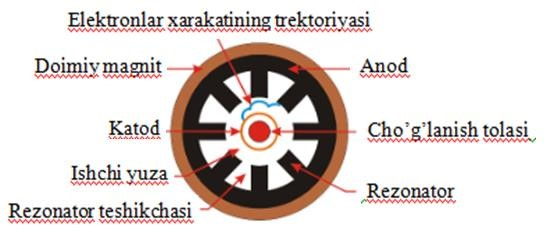 Elektronlar xarakatining trektoriyasi
Doimiy magnit
Anod
Katod
Cho’g’lanish tolasi
Ishchi yuza
Rezonator
Rezonator teshikchasi